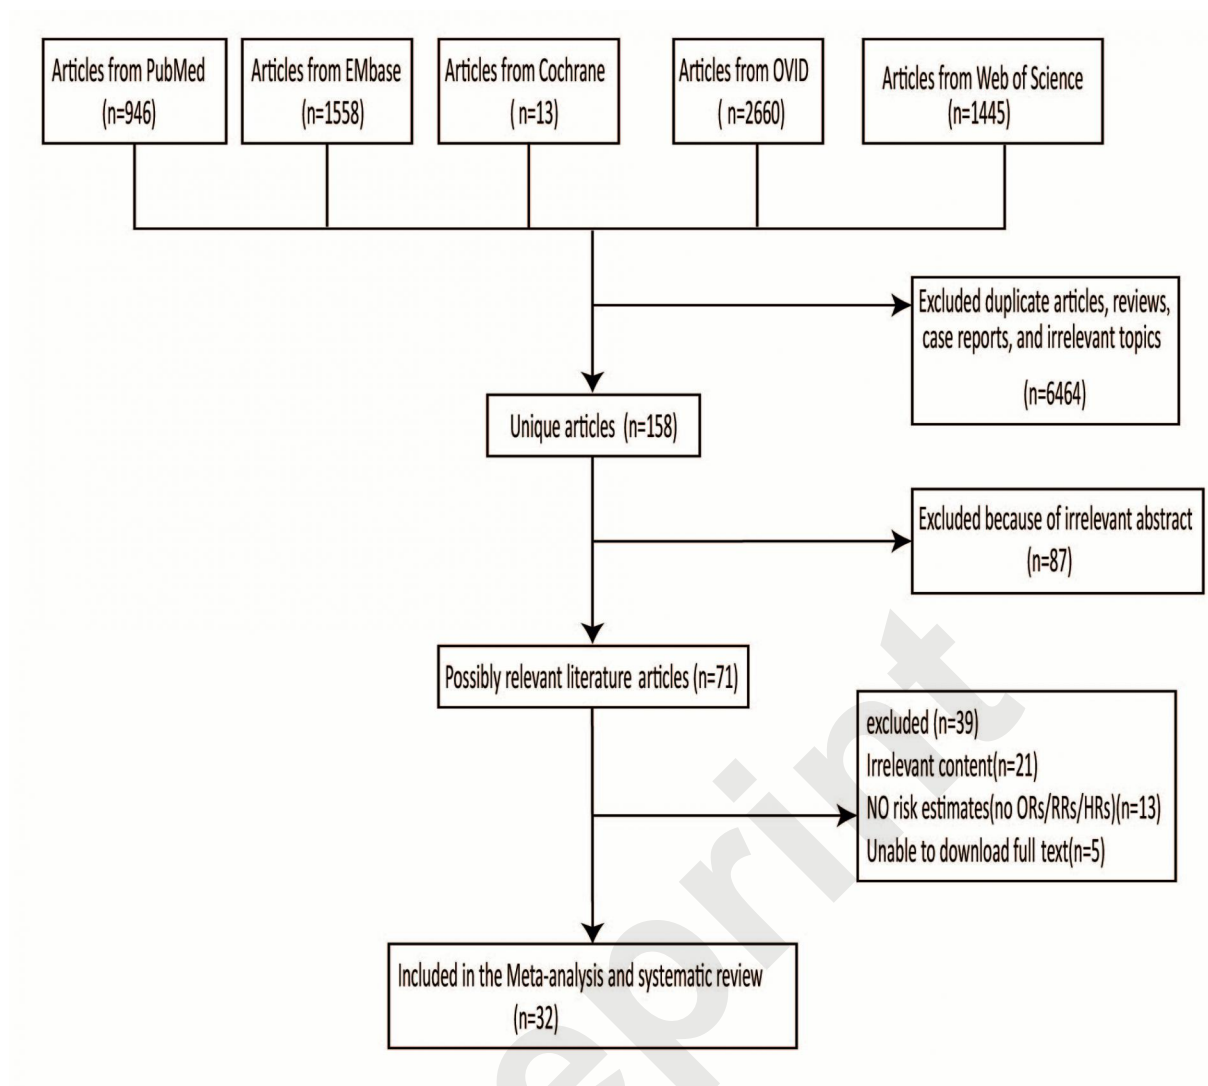 Articles from PubMed
(n=946)
Articles from EMbase
(n=1558)
Articles from Cochrane
( n=13)
Articles from OVID
( n=2660)
Articles from Web of Science
(n=1445)
Excluded duplicate articles, reviews,
case reports, and irrelevant topics
(n=6464)
Unique articles (n=158)
Excluded because of irrelevant abstract
(n=87)
Possibly relevant literature articles (n=71)
excluded (n=39)
Irrelevant content(n=21)
NO risk estimates(no ORs/RRs/HRs)(n=13)
Unable to download full text(n=5)
Included in the Meta-analysis and systematic review
(n=32)
eprint